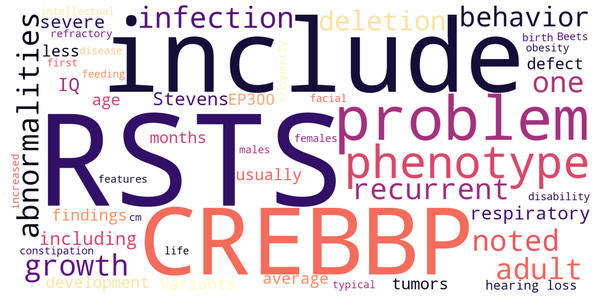 infection deletion behavior
refractory severe include birth Beets
intellectual disease less obesity
first feeding defect
IQ Stevens EP300 frequently one
age facial
abnormalities RSTS problem
months females phenotype
usually males
increased features recurrent disability
findings cm CREBBP respiratory
including life noted
constipation growth adult
development variants average typical tumors hearing loss